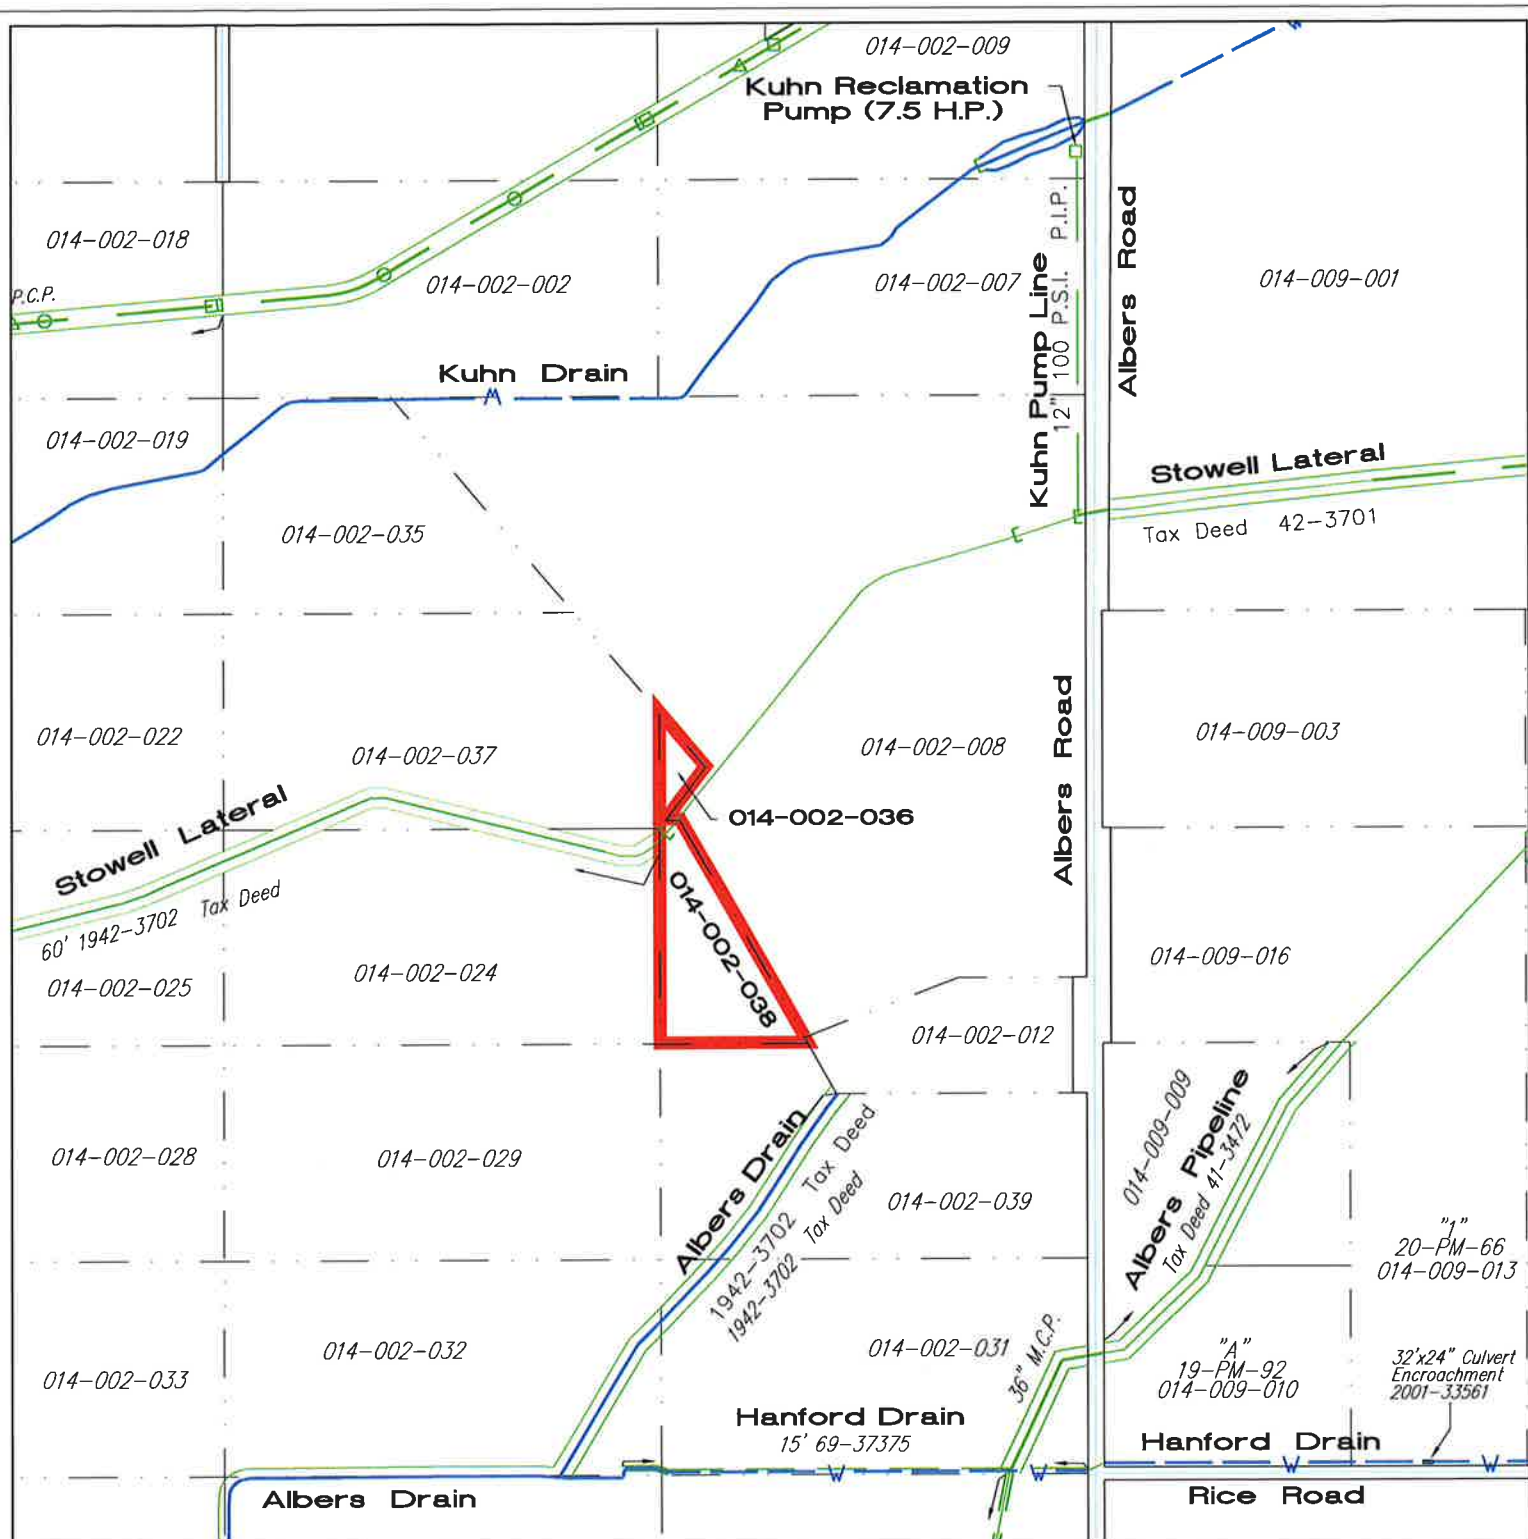 014-002-009
Kuhn Reclamation
Pump (7.5 H.P.)
014-002-018
P.C.P.
014-002-002
014-002-007
Kuhn Pump Line
12" 100 P.S.I. P.I.P.
Albers Road
014-009-001
Kuhn Drain
014-002-019
014-002-035
Stowell Lateral
Tax Deed 42-3701
014-002-022
014-002-037
014-002-008
Albers Road
014-009-003
014-002-036
Stowell Lateral
60' 1942-3702 Tax Deed
014-002-038
014-002-025
014-002-024
014-009-016
014-002-012
014-002-028
014-002-029
Albers Drain
1942-3702 Tax Deed
1942-3702 Tax Deed
014-002-039
014-009-009
Albers Pipeline
Tax Deed 41-3472
"1"
20-PM-66
014-009-013
014-002-033
014-002-032
014-002-031
36" M.C.P.
"A"
19-PM-92
014-009-010
32'x24" Culvert
Encroachment
2001-33561
Hanford Drain
15' 69-37375
Hanford Drain
Albers Drain
Rice Road
W
W
W
W
W
W